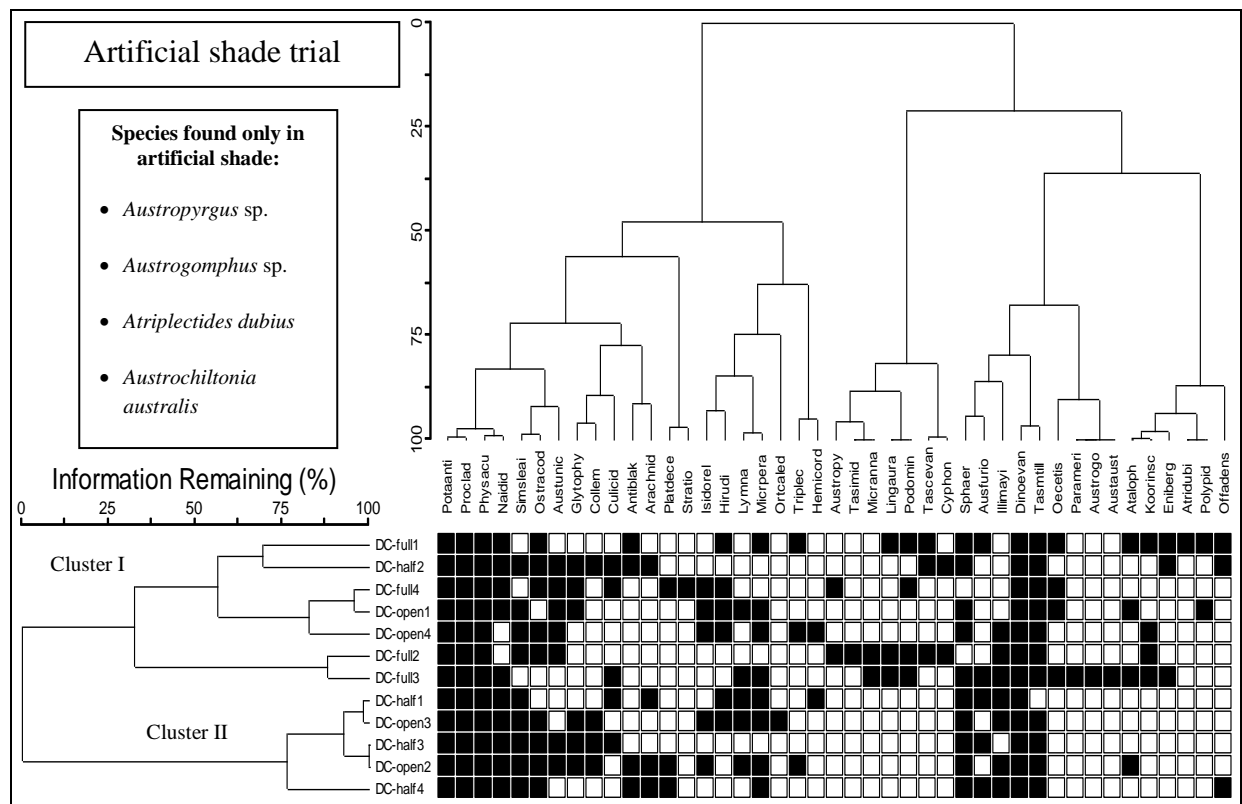 Artificial shade trial
Species found only in
artificial shade:
• Austropyrgus sp.
• Austrogomphus sp.
• Atriplectides dubius
• Austrochiltonia
australis
0
25
50
75
100
Information Remaining (%)
0 25 50 75 100
Potaanti
Proclad
Physacu
Naidid
Simsleai
Ostracod
Austunic
Glytophy
Collem
Culicid
Antiblak
Arachnid
Platdece
Stratio
Isidorel
Hirudi
Lymna
Micrpera
Ortcaled
Triplec
Hemicord
Austropy
Tasimid
Micranna
Lingaura
Podomin
Tascevan
Cyphon
Sphaer
Ausfurio
Illimayi
Dinoevan
Tasmtill
Oecetis
Parameri
Austrogo
Austaust
Ataloph
Koorinsc
Eniberg
Atridubi
Polypid
Offadens
Cluster I
Cluster II
DC-full1
DC-half2
DC-full4
DC-open1
DC-open4
DC-full2
DC-full3
DC-half1
DC-open3
DC-half3
DC-open2
DC-half4